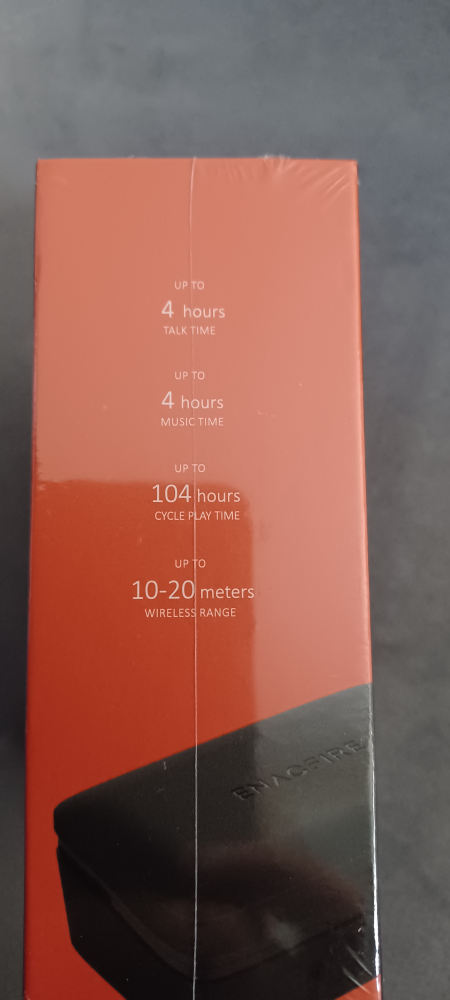 UP TO
4 hours
TALK TIME
UP TO
4 hours
MUSIC TIME
UP TO
104 hours
CYCLE PLAY TIME
UP TO
10-20 meters
WIRELESS RANGE
ENACFIRE